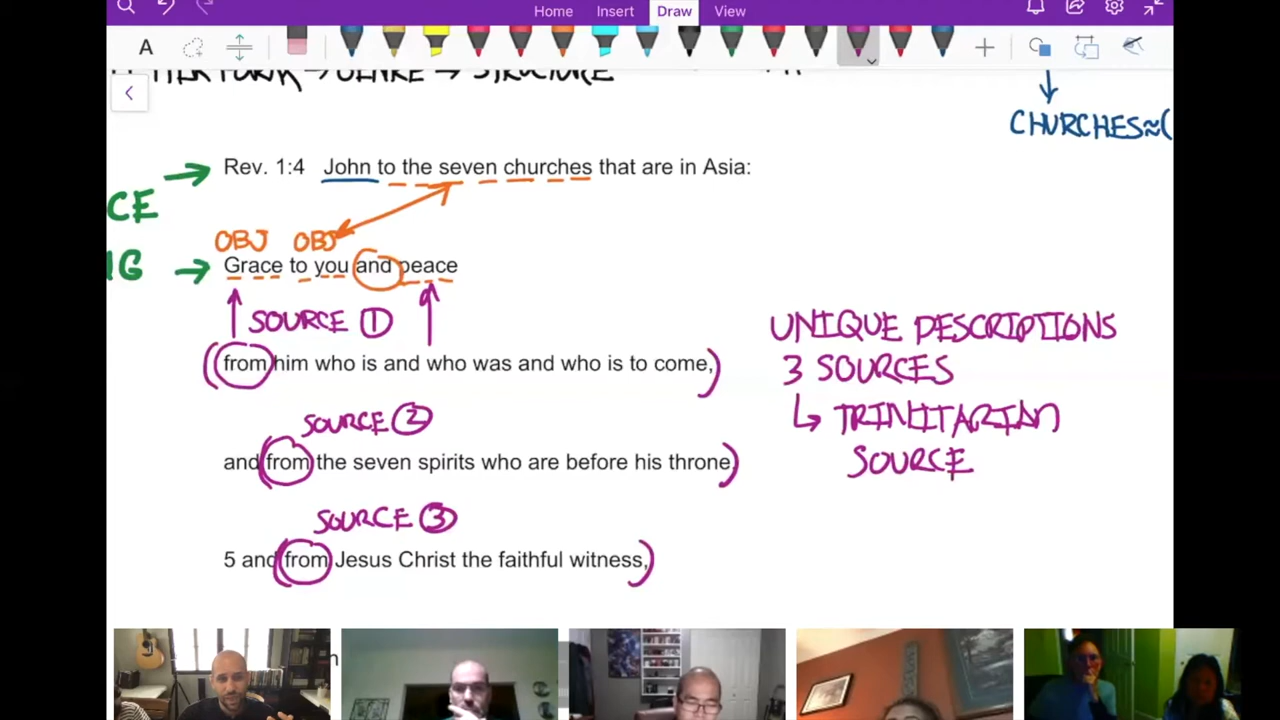 Home Insert Draw View
A
→ GENRE → STRUCTURE
CHURCHES≈(
Rev. 1:4 John to the seven churches that are in Asia:
CE
OBJ OBJ
Grace to you and peace
SOURCE ①
UNIQUE DESCRIPTIONS
from him who is and who was and who is to come,
3 SOURCES
SOURCE ②
↳ TRINITARIAN
and from the seven spirits who are before his throne,
SOURCE
SOURCE ③
5 and from Jesus Christ the faithful witness,